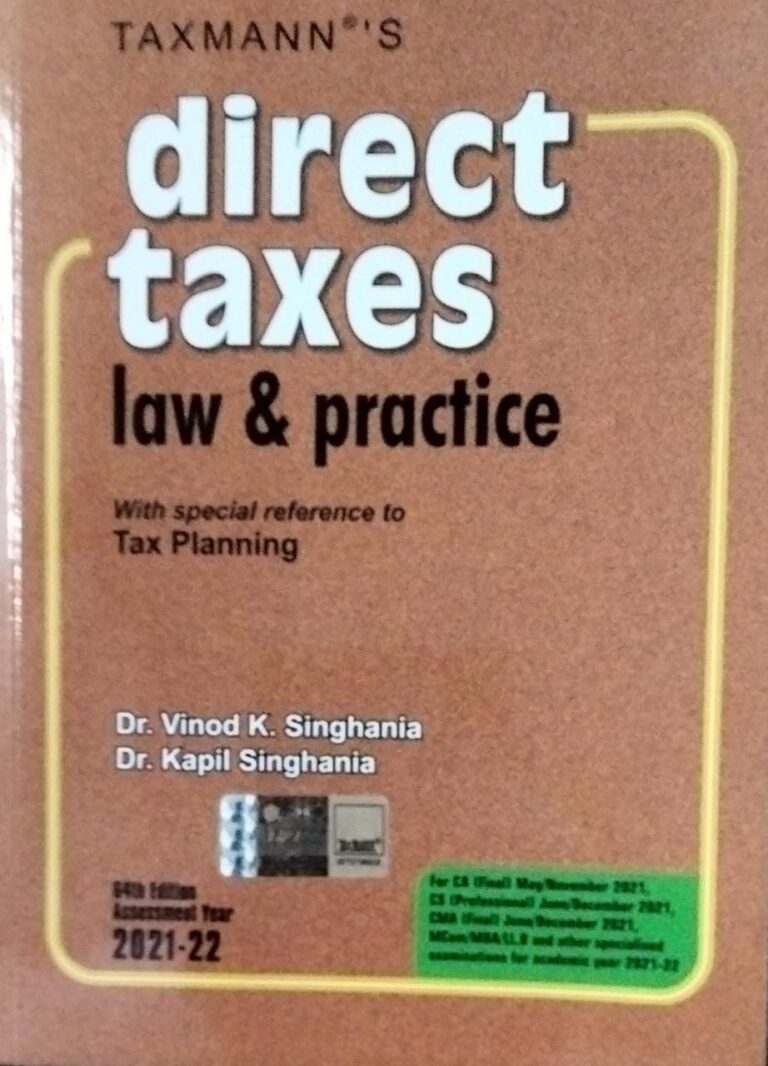 TAXMANN®'S
direct
taxes
law & practice
With special reference to
Tax Planning
Dr. Vinod K. Singhania
Dr. Kapil Singhania
64th Edition
Assessment Year
2021-22
For CA (Final) May/November 2021,
CS (Professional) June/December 2021,
CMA (Final) June/December 2021,
MCom/MBA/LL.B and other specialised
examinations for academic year 2021-22